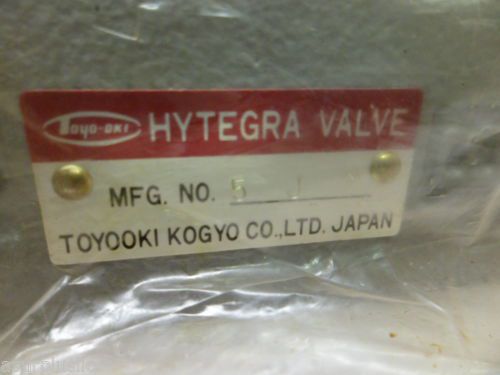 TOYO-OKI HYTEGRA VALVE
MFG. NO. 5 J
TOYOOKI KOGYO CO.,LTD. JAPAN